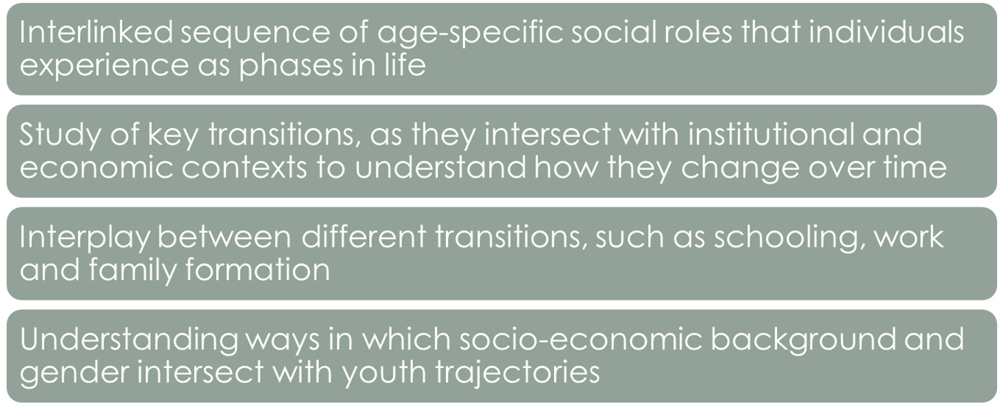 Interlinked sequence of age-specific social roles that individuals
experience as phases in life
Study of key transitions, as they intersect with institutional and
economic contexts to understand how they change over time
Interplay between different transitions, such as schooling, work
and family formation
Understanding ways in which socio-economic background and
gender intersect with youth trajectories